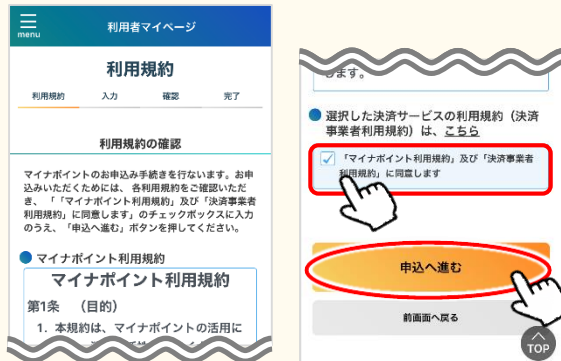 menu
利用者マイページ
利用規約
利用規約 入力 確認 完了
利用規約の確認
マイナポイントのお申込み手続きを行ないます。お申
込みいただくためには、各利用規約をご確認いただ
き、「「マイナポイント利用規約」及び「決済事業者
利用規約」に同意します」のチェックボックスに入力
のうえ、「申込へ進む」ボタンを押してください。
マイナポイント利用規約
マイナポイント利用規約
第1条 （目的）
1. 本規約は、マイナポイントの活用に
します。
選択した決済サービスの利用規約（決済
事業者利用規約）は、こちら
「マイナポイント利用規約」及び「決済事業者
利用規約」に同意します
申込へ進む
前画面へ戻る
TOP